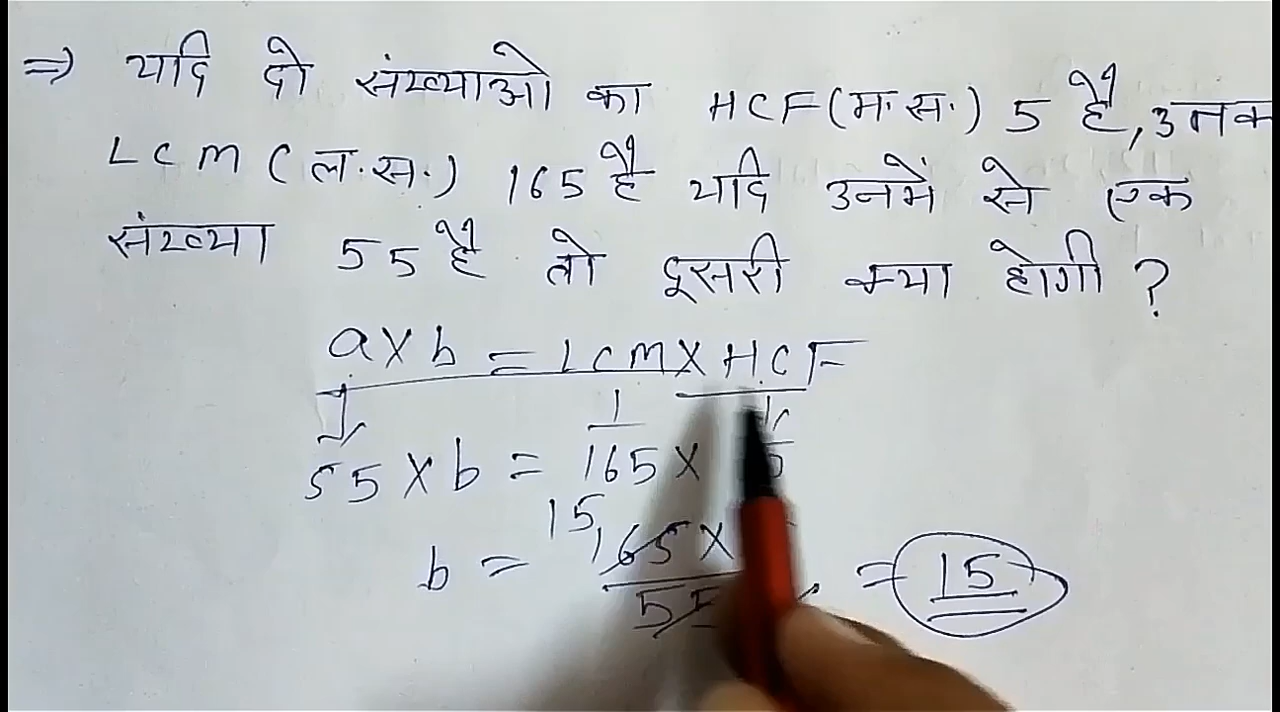 ⇒ यदि दो संख्याओ का HCF(म.स.) 5 है, उनक
LCM (ल.स.) 165 है यदि उनमें से एक
संख्या 55 है तो दूसरी क्या होगी ?
a x b = LCM x HCF
55 x b = 165 x 5
15
b = 165 x
55
= 15